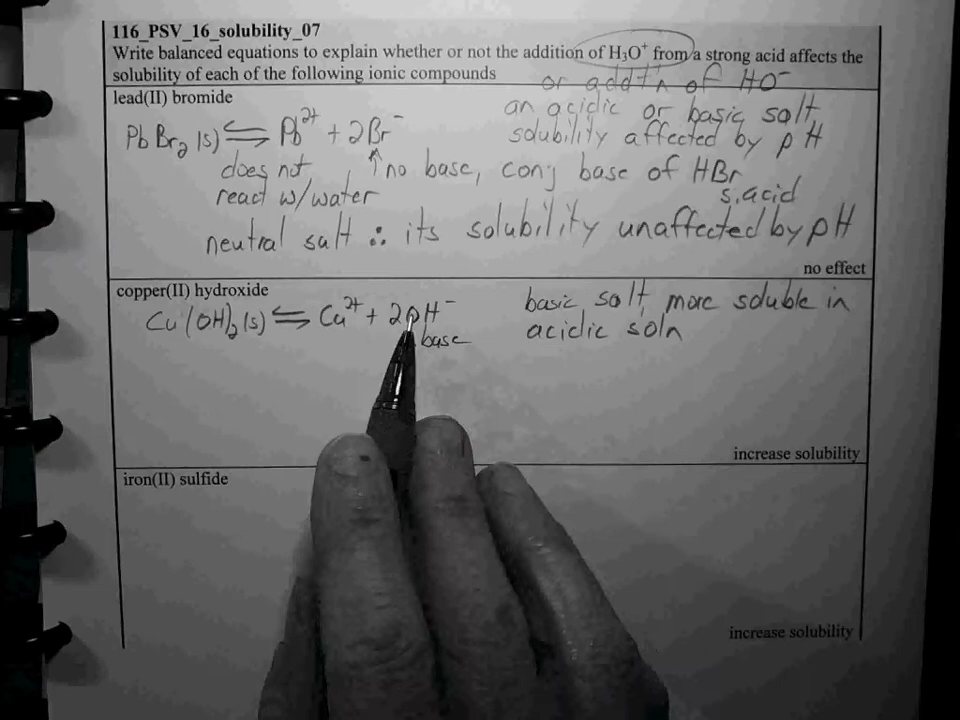 116_PSV_16_solubility_07
Write balanced equations to explain whether or not the addition of H₃O⁺ from a strong acid affects the
solubility of each of the following ionic compounds
or addtn of HO⁻
lead(II) bromide
an acidic or basic salt
PbBr₂(s) ⇌ Pb²⁺ + 2Br⁻
solubility affected by pH
does not
react w/water
↑ no base, conj base of HBr
s. acid
neutral salt ∴ its solubility unaffected by pH
no effect
copper(II) hydroxide
Cu(OH)₂(s) ⇌ Cu²⁺ + 2OH⁻
base
basic salt, more soluble in
acidic soln
increase solubility
iron(II) sulfide
increase solubility